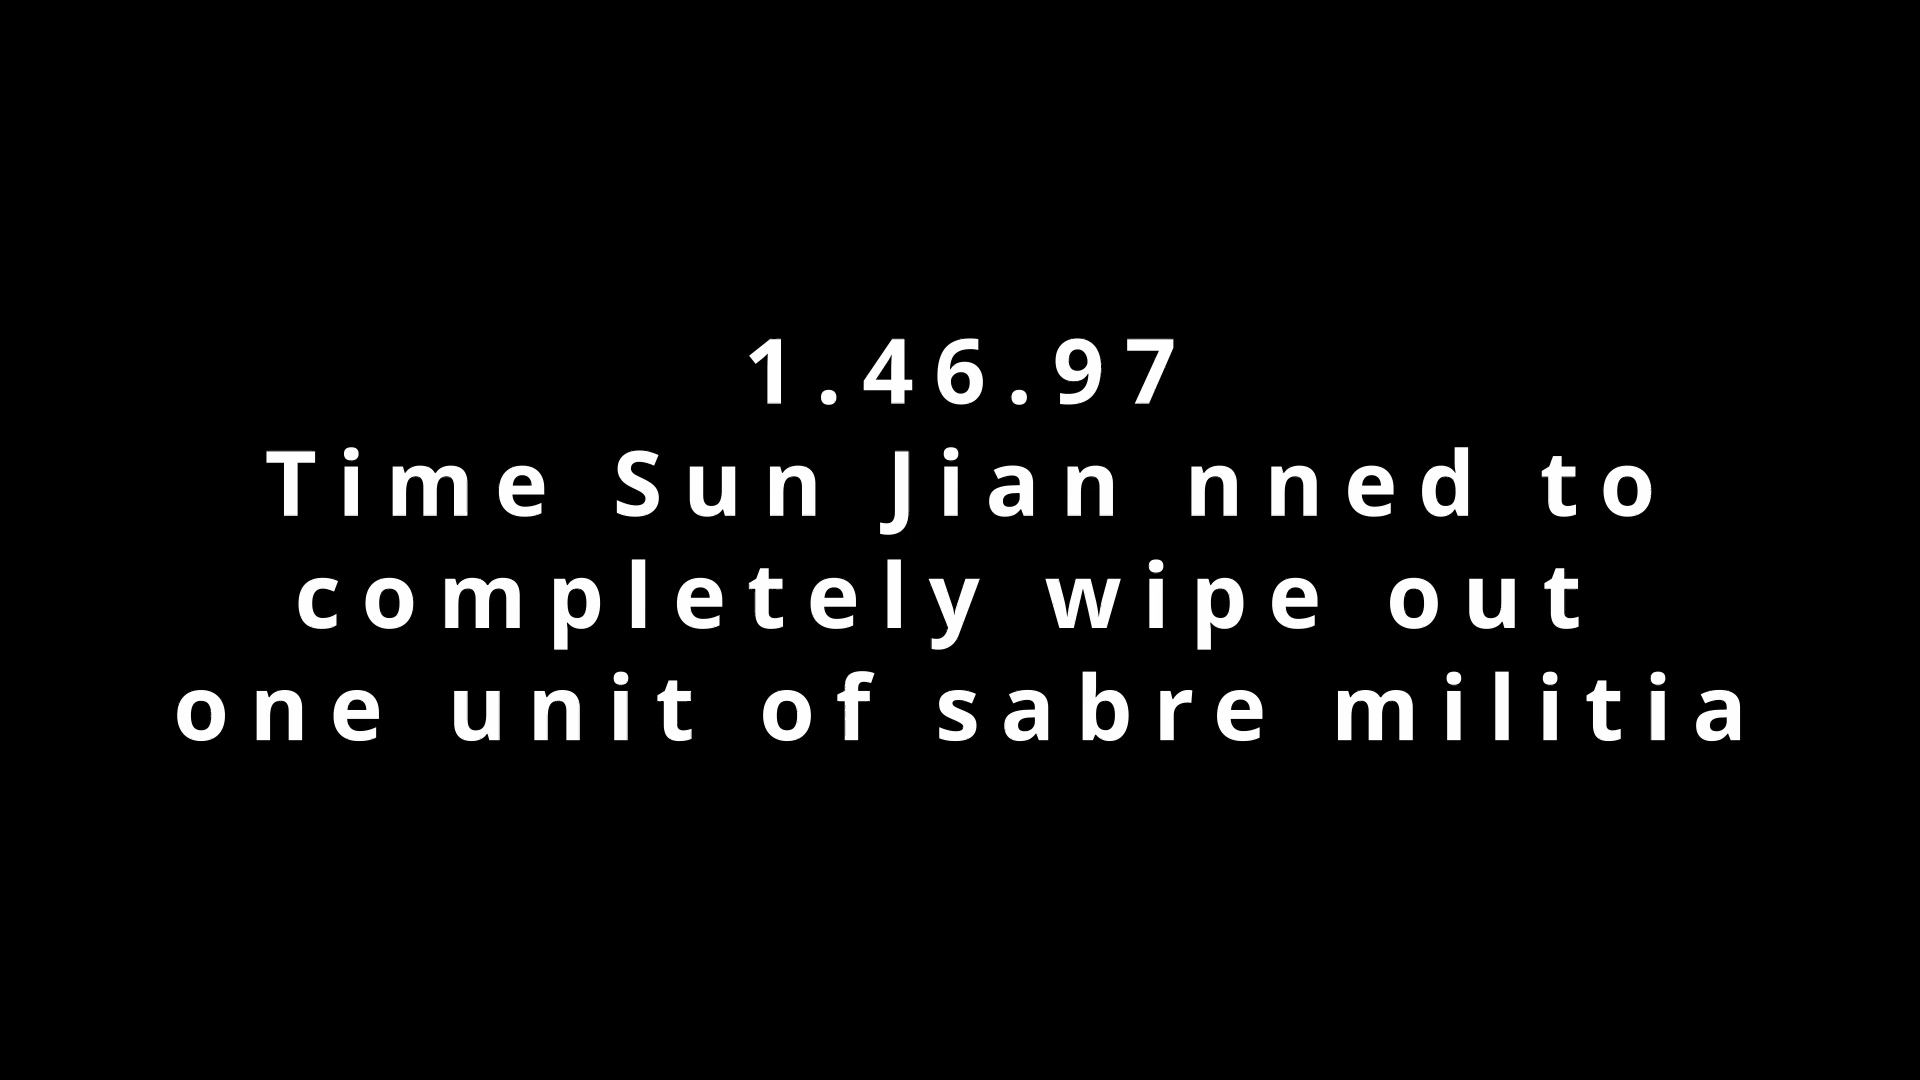 1.46.97
Time Sun Jian nned to
completely wipe out
one unit of sabre militia